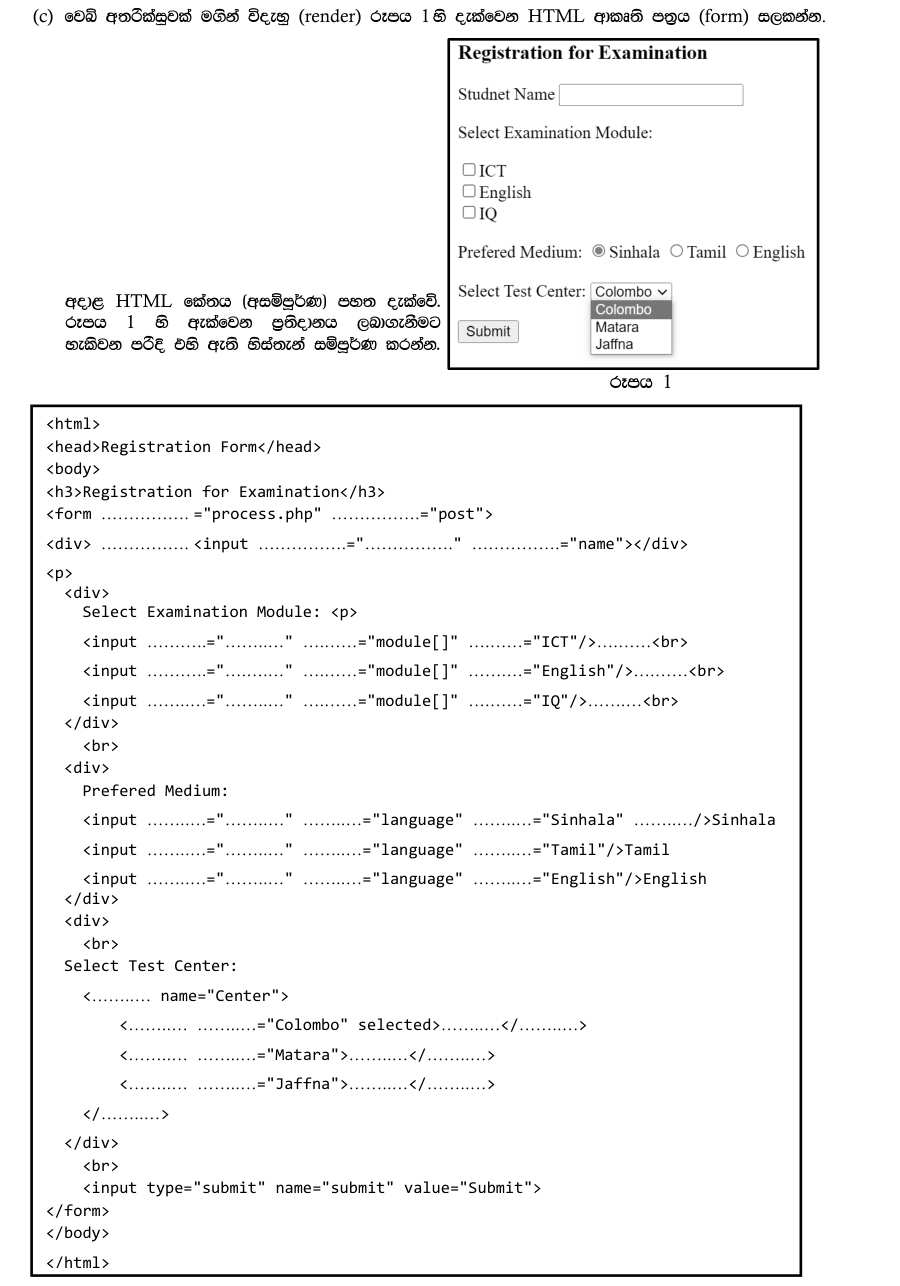 (c) වෙබ් අතරික්සුවක් මගින් විදැහු (render) රූපය 1 හි දැක්වෙන HTML ආකෘති පත්‍රය (form) සලකන්න.
Registration for Examination
Studnet Name
Select Examination Module:
ICT
English
IQ
Prefered Medium: Sinhala Tamil English
Select Test Center: Colombo
Colombo
Matara
Jaffna
Submit
අදාළ HTML කේතය (අසම්පූර්ණ) පහත දැක්වේ.
රූපය 1 හි ඇක්වෙන ප්‍රතිදානය ලබාගැනීමට
හැකිවන පරිදි එහි ඇති හිස්තැන් සම්පූර්ණ කරන්න.
රූපය 1
<html>
<head>Registration Form</head>
<body>
<h3>Registration for Examination</h3>
<form ................ ="process.php" ................="post">
<div> ................ <input ................="................" ................="name"></div>
<p>
<div>
Select Examination Module: <p>
<input ...........="..........." ..........="module[]" ..........="ICT"/>..........<br>
<input ...........="..........." ..........="module[]" ..........="English"/>..........<br>
<input ...........="..........." ..........="module[]" ..........="IQ"/>..........<br>
</div>
<br>
<div>
Prefered Medium:
<input ...........="..........." ...........="language" ...........="Sinhala" .........../>Sinhala
<input ...........="..........." ...........="language" ...........="Tamil"/>Tamil
<input ...........="..........." ...........="language" ...........="English"/>English
</div>
<div>
<br>
Select Test Center:
<........... name="Center">
<........... ...........="Colombo" selected>...........</...........>
<........... ...........="Matara">...........</...........>
<........... ...........="Jaffna">...........</...........>
</...........>
</div>
<br>
<input type="submit" name="submit" value="Submit">
</form>
</body>
</html>